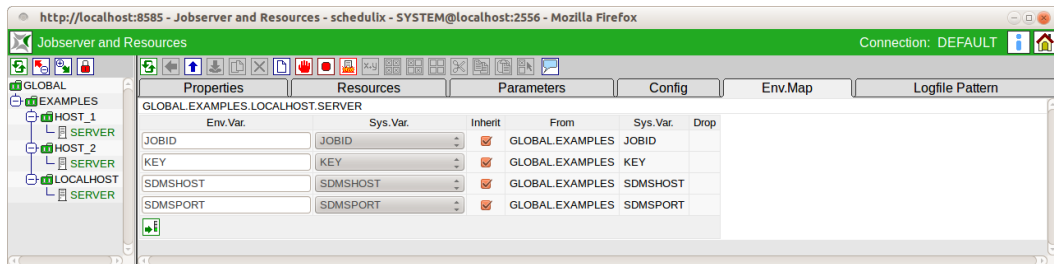 http://localhost:8585 - Jobserver and Resources - schedulix - SYSTEM@localhost:2556 - Mozilla Firefox
Jobserver and Resources Connection: DEFAULT
GLOBAL
EXAMPLES
HOST_1
SERVER
HOST_2
SERVER
LOCALHOST
SERVER
Properties Resources Parameters Config Env.Map Logfile Pattern
GLOBAL.EXAMPLES.LOCALHOST.SERVER
Env.Var. Sys.Var. Inherit From Sys.Var. Drop
JOBID JOBID GLOBAL.EXAMPLES JOBID
KEY KEY GLOBAL.EXAMPLES KEY
SDMSHOST SDMSHOST GLOBAL.EXAMPLES SDMSHOST
SDMSPORT SDMSPORT GLOBAL.EXAMPLES SDMSPORT